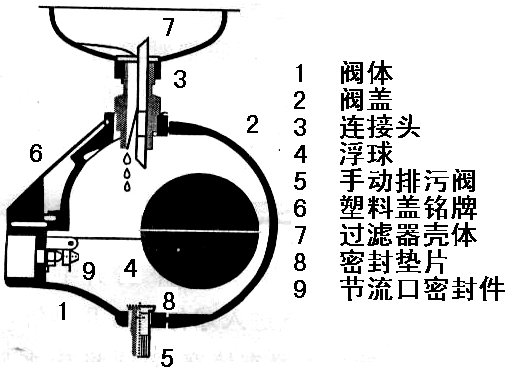 7
3
2
6
9
4
8
1
5
1 阀体
2 阀盖
3 连接头
4 浮球
5 手动排污阀
6 塑料盖铭牌
7 过滤器壳体
8 密封垫片
9 节流口密封件